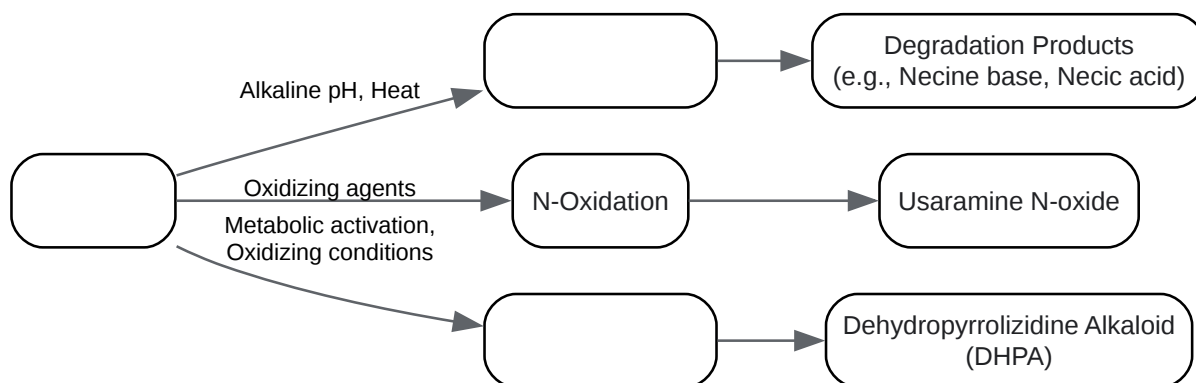 Degradation Products
(e.g., Necine base, Necic acid)
Alkaline pH, Heat
Oxidizing agents
N-Oxidation
Usaramine N-oxide
Metabolic activation,
Oxidizing conditions
Dehydropyrrolizidine Alkaloid
(DHPA)